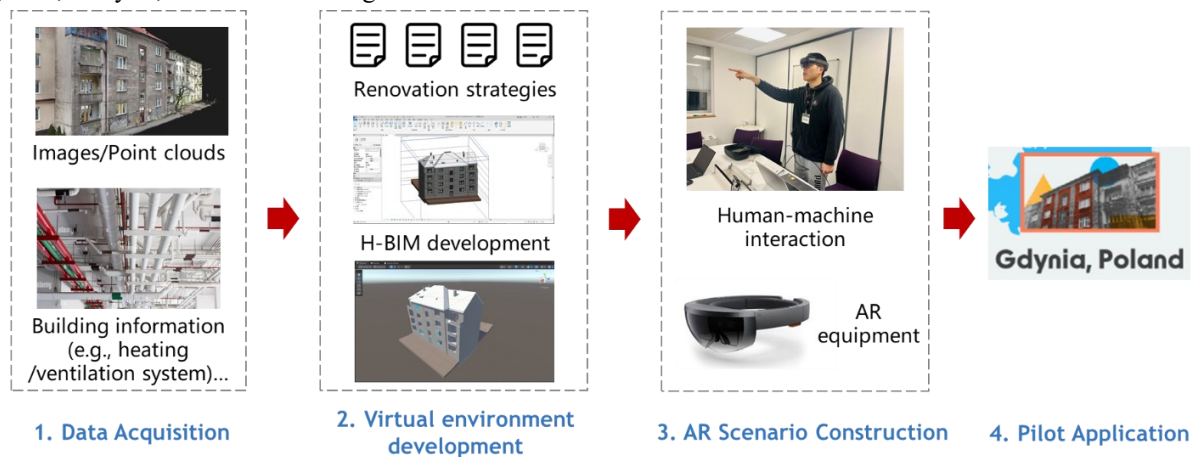 Images/Point clouds
Building information
(e.g., heating
/ventilation system)...
1. Data Acquisition
Renovation strategies
H-BIM development
2. Virtual environment
development
Human-machine
interaction
AR
equipment
3. AR Scenario Construction
Gdynia, Poland
4. Pilot Application